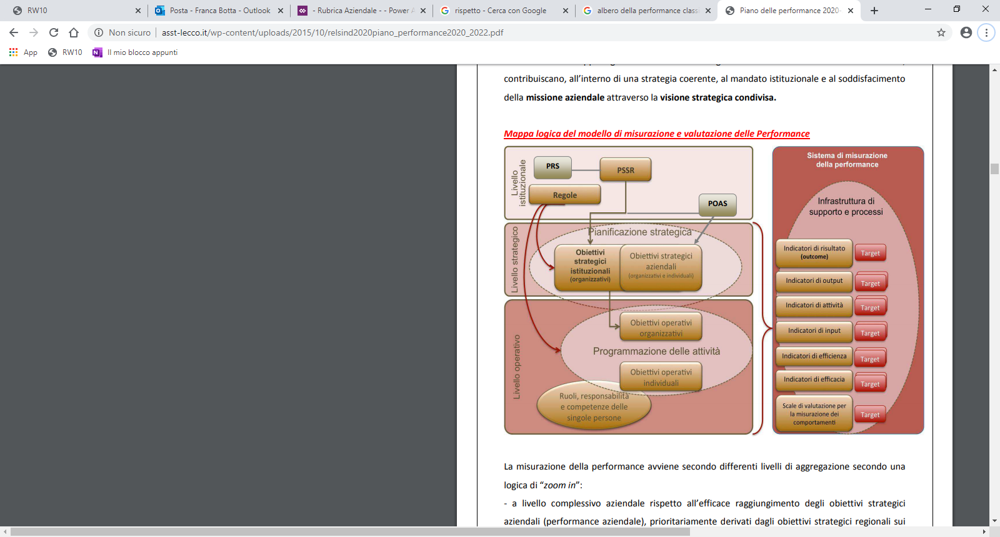 RW10
Posta - Franca Botta - Outlook
- Rubrica Aziendale - - Power A
rispetto - Cerca con Google
albero della performance class
Piano delle performance 2020-
Non sicuro
asst-lecco.it/wp-content/uploads/2015/10/relsind2020piano_performance2020_2022.pdf
App
RW10
Il mio blocco appunti
contribuiscano, all’interno di una strategia coerente, al mandato istituzionale e al soddisfacimento
della missione aziendale attraverso la visione strategica condivisa.
Mappa logica del modello di misurazione e valutazione delle Performance
Livello
istituzionale
PRS
PSSR
Regole
POAS
Livello strategico
Pianificazione strategica
Obiettivi
strategici
istituzionali
(organizzativi)
Obiettivi strategici
aziendali
(organizzativi e individuali)
Livello operativo
Obiettivi operativi
organizzativi
Programmazione delle attività
Obiettivi operativi
individuali
Ruoli, responsabilità
e competenze delle
singole persone
Sistema di misurazione
della performance
Infrastruttura di
supporto e processi
Indicatori di risultato
(outcome)
Target
Indicatori di output
Target
Indicatori di attività
Target
Indicatori di input
Target
Indicatori di efficienza
Target
Indicatori di efficacia
Target
Scale di valutazione per
la misurazione dei
comportamenti
Target
La misurazione della performance avviene secondo differenti livelli di aggregazione secondo una
logica di “zoom in”:
- a livello complessivo aziendale rispetto all’efficace raggiungimento degli obiettivi strategici
aziendali (performance aziendale), prioritariamente derivati dagli obiettivi strategici regionali sui